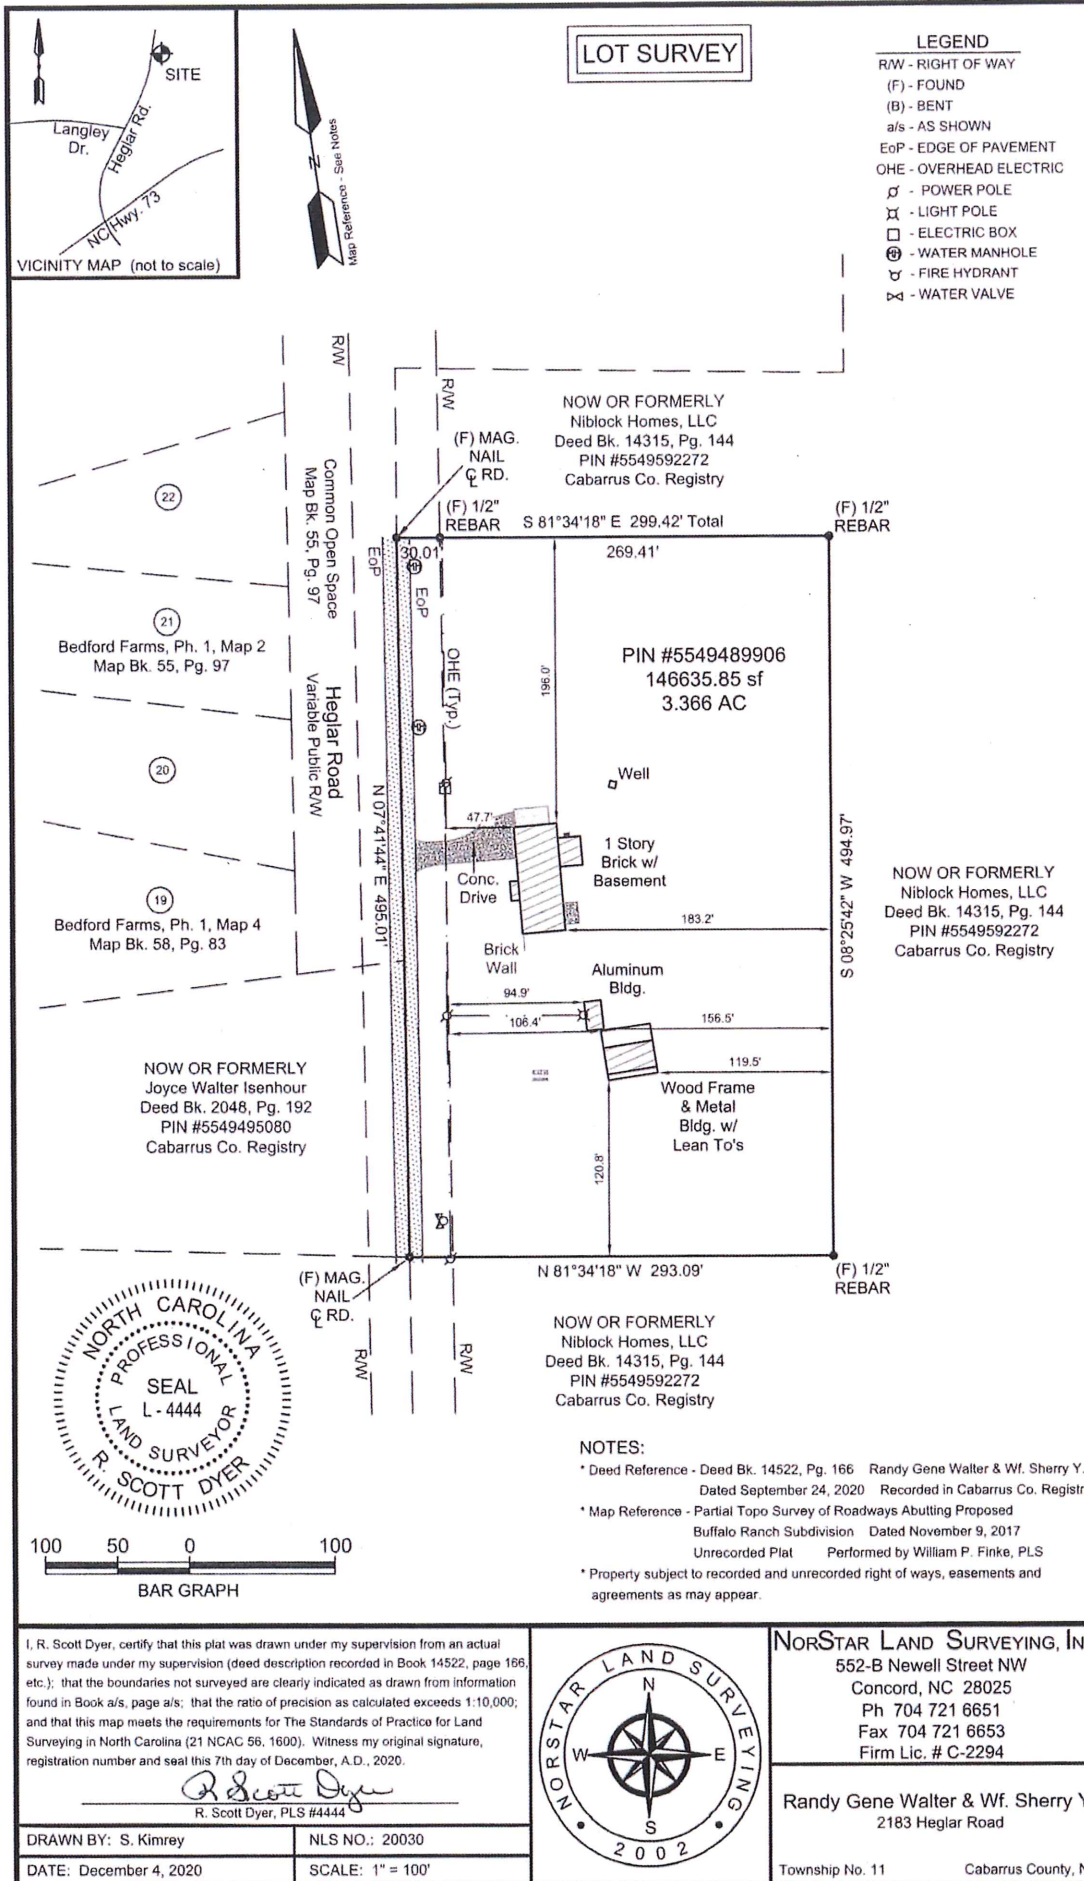 LOT SURVEY
SITE
Langley
Dr.
Heglar Rd.
NC Hwy. 73
VICINITY MAP (not to scale)
N
Map Reference - See Notes
LEGEND
R/W - RIGHT OF WAY
(F) - FOUND
(B) - BENT
a/s - AS SHOWN
EoP - EDGE OF PAVEMENT
OHE - OVERHEAD ELECTRIC
- POWER POLE
- LIGHT POLE
- ELECTRIC BOX
- WATER MANHOLE
- FIRE HYDRANT
- WATER VALVE
R/W
R/W
NOW OR FORMERLY
Niblock Homes, LLC
Deed Bk. 14315, Pg. 144
PIN #5549592272
Cabarrus Co. Registry
(F) MAG.
NAIL
℄ RD.
(F) 1/2"
REBAR
S 81°34'18" E 299.42' Total
(F) 1/2"
REBAR
30.01'
269.41'
EoP
EoP
22
Common Open Space
Map Bk. 55, Pg. 97
21
Bedford Farms, Ph. 1, Map 2
Map Bk. 55, Pg. 97
OHE (Typ.)
196.0'
PIN #5549489906
146635.85 sf
3.366 AC
Heglar Road
Variable Public R/W
20
Well
N 07°41'44" E 495.01'
47.7'
1 Story
Brick w/
Basement
Conc.
Drive
S 08°25'42" W 494.97'
NOW OR FORMERLY
Niblock Homes, LLC
Deed Bk. 14315, Pg. 144
PIN #5549592272
Cabarrus Co. Registry
19
Bedford Farms, Ph. 1, Map 4
Map Bk. 58, Pg. 83
183.2'
Brick
Wall
Aluminum
Bldg.
94.9'
106.4'
156.5'
119.5'
NOW OR FORMERLY
Joyce Walter Isenhour
Deed Bk. 2048, Pg. 192
PIN #5549495080
Cabarrus Co. Registry
Wood Frame
& Metal
Bldg. w/
Lean To's
120.8'
(F) MAG.
NAIL
℄ RD.
N 81°34'18" W 293.09'
(F) 1/2"
REBAR
R/W
R/W
NOW OR FORMERLY
Niblock Homes, LLC
Deed Bk. 14315, Pg. 144
PIN #5549592272
Cabarrus Co. Registry
NORTH CAROLINA
PROFESSIONAL
SEAL
L - 4444
LAND SURVEYOR
R. SCOTT DYER
NOTES:
* Deed Reference - Deed Bk. 14522, Pg. 166 Randy Gene Walter & Wf. Sherry Y.
Dated September 24, 2020 Recorded in Cabarrus Co. Registr
* Map Reference - Partial Topo Survey of Roadways Abutting Proposed
Buffalo Ranch Subdivision Dated November 9, 2017
Unrecorded Plat Performed by William P. Finke, PLS
* Property subject to recorded and unrecorded right of ways, easements and
agreements as may appear.
100 50 0 100
BAR GRAPH
I, R. Scott Dyer, certify that this plat was drawn under my supervision from an actual
survey made under my supervision (deed description recorded in Book 14522, page 166,
etc.); that the boundaries not surveyed are clearly indicated as drawn from information
found in Book a/s, page a/s; that the ratio of precision as calculated exceeds 1:10,000;
and that this map meets the requirements for The Standards of Practice for Land
Surveying in North Carolina (21 NCAC 56, 1600). Witness my original signature,
registration number and seal this 7th day of December, A.D., 2020.
R Scott Dyer
R. Scott Dyer, PLS #4444
DRAWN BY: S. Kimrey
NLS NO.: 20030
DATE: December 4, 2020
SCALE: 1" = 100'
NORSTAR LAND SURVEYING
N
W
E
S
2002
NORSTAR LAND SURVEYING, IN
552-B Newell Street NW
Concord, NC 28025
Ph 704 721 6651
Fax 704 721 6653
Firm Lic. # C-2294
Randy Gene Walter & Wf. Sherry Y
2183 Heglar Road
Township No. 11 Cabarrus County, N